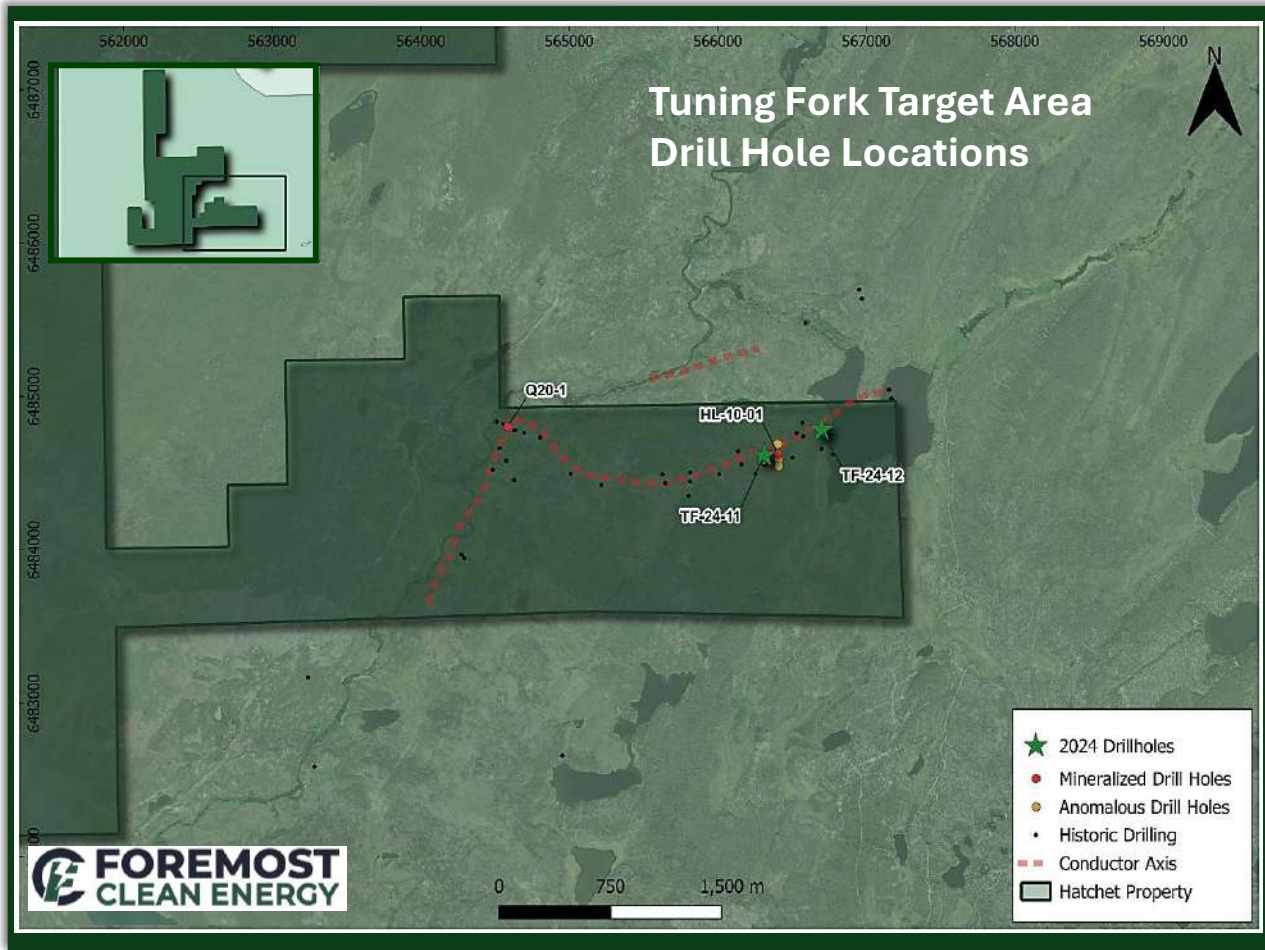 562000 563000 564000 565000 566000 567000 568000 569000
N
6487000
6486000
6485000
6484000
6483000
Tuning Fork Target Area
Drill Hole Locations
Q20-1
HL-10-01
TF-24-12
TF-24-11
2024 Drillholes
Mineralized Drill Holes
Anomalous Drill Holes
Historic Drilling
Conductor Axis
Hatchet Property
FOREMOST
CLEAN ENERGY
0 750 1,500 m